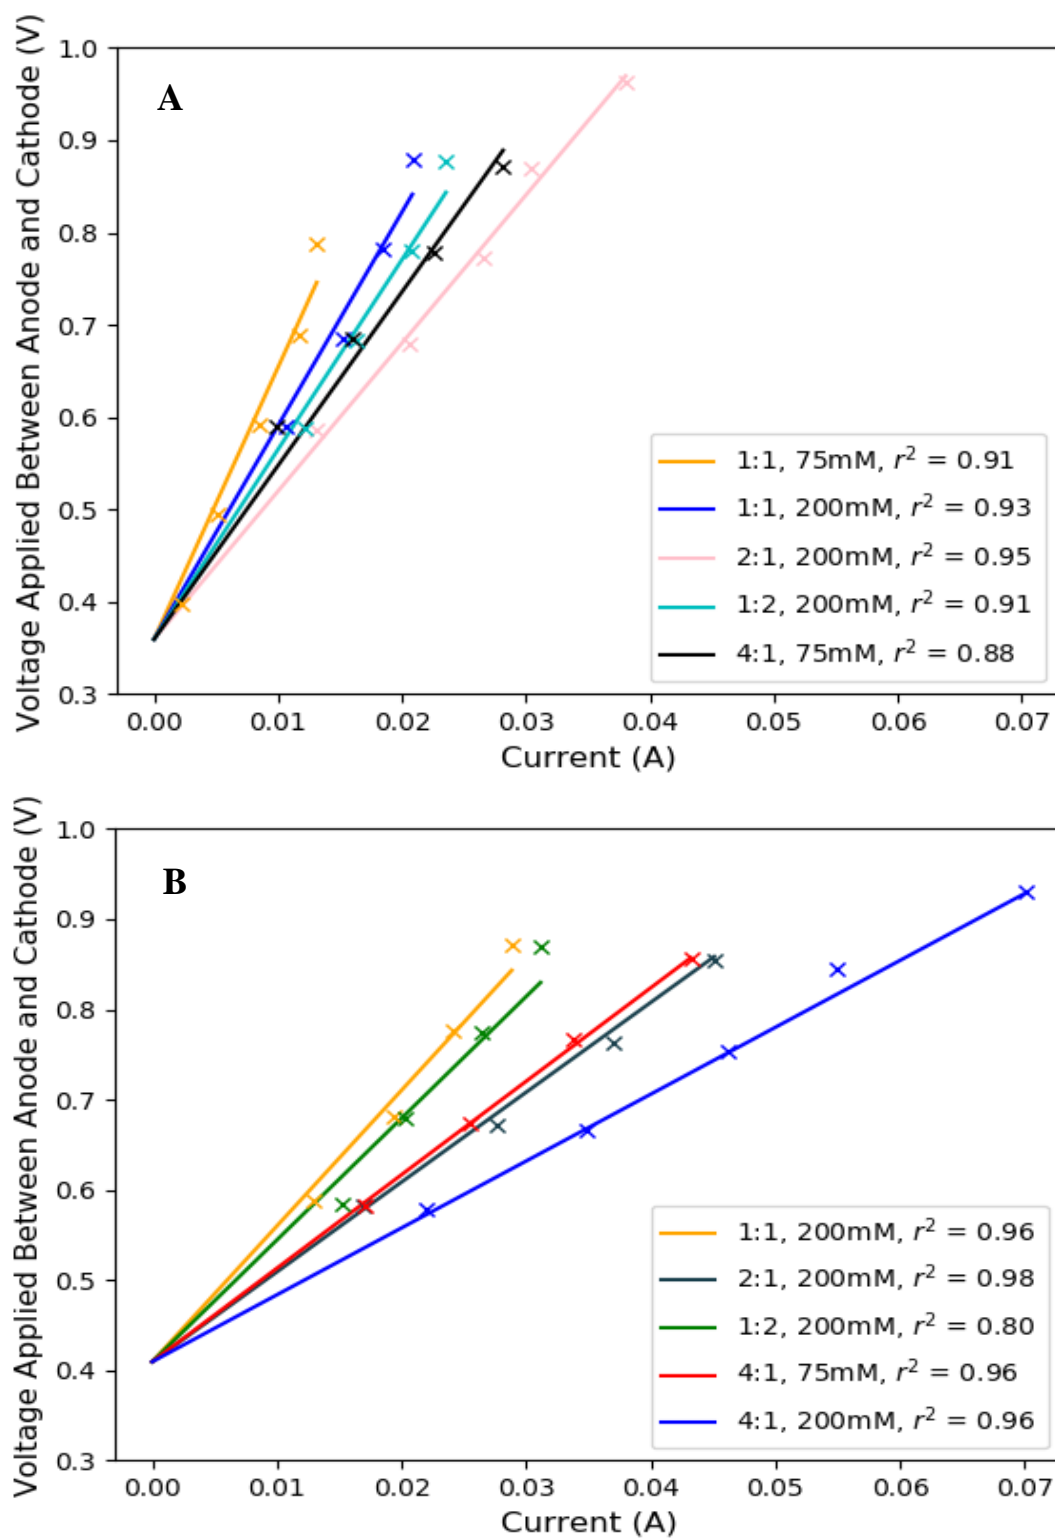 Voltage Applied Between Anode and Cathode (V)
A
1.0
0.9
0.8
0.7
0.6
0.5
0.4
0.3
1:1, 75mM, r² = 0.91
1:1, 200mM, r² = 0.93
2:1, 200mM, r² = 0.95
1:2, 200mM, r² = 0.91
4:1, 75mM, r² = 0.88
0.00 0.01 0.02 0.03 0.04 0.05 0.06 0.07
Current (A)
Voltage Applied Between Anode and Cathode (V)
B
1.0
0.9
0.8
0.7
0.6
0.5
0.4
0.3
1:1, 200mM, r² = 0.96
2:1, 200mM, r² = 0.98
1:2, 200mM, r² = 0.80
4:1, 75mM, r² = 0.96
4:1, 200mM, r² = 0.96
0.00 0.01 0.02 0.03 0.04 0.05 0.06 0.07
Current (A)